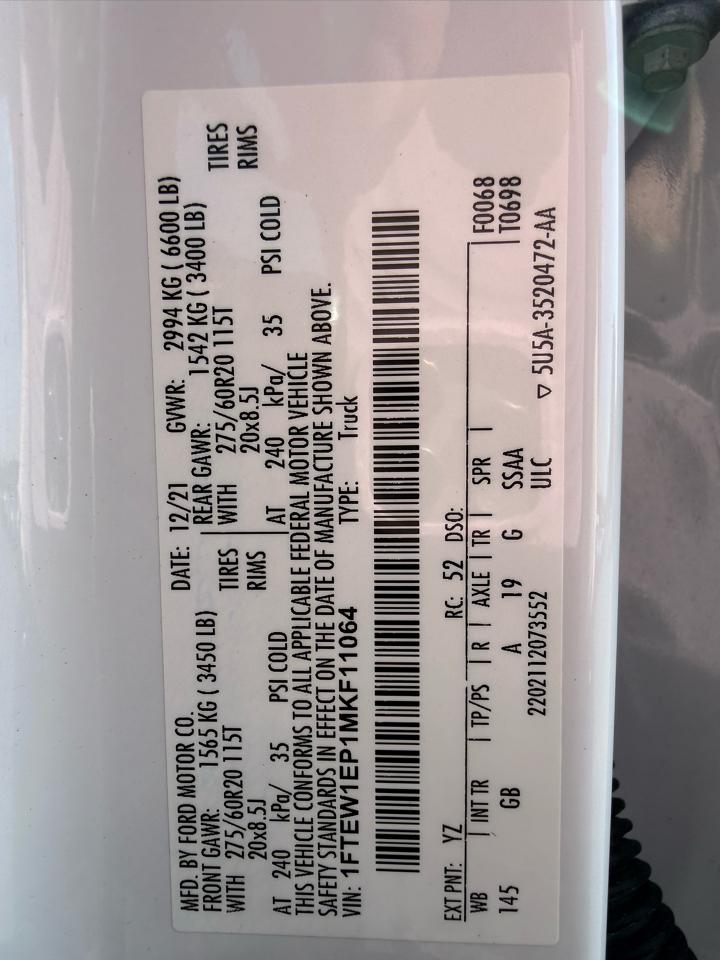 MFD. BY FORD MOTOR CO. DATE: 12/21 GVWR: 2994 KG ( 6600 LB)
FRONT GAWR: 1565 KG ( 3450 LB) REAR GAWR: 1542 KG ( 3400 LB)
WITH 275/60R20 115T TIRES WITH 275/60R20 115T TIRES
20x8.5J RIMS 20x8.5J RIMS
AT 240 kPa/ 35 PSI COLD AT 240 kPa/ 35 PSI COLD
THIS VEHICLE CONFORMS TO ALL APPLICABLE FEDERAL MOTOR VEHICLE
SAFETY STANDARDS IN EFFECT ON THE DATE OF MANUFACTURE SHOWN ABOVE.
VIN: 1FTEW1EP1MKF11064 TYPE: Truck
EXT PNT: YZ RC: 52 DSO: F0068
WB | INT TR | TP/PS | R | AXLE | TR | SPR | T0698
145 GB A 19 G SSAA
2202112073552 ULC ▽ 5U5A-3520472-AA